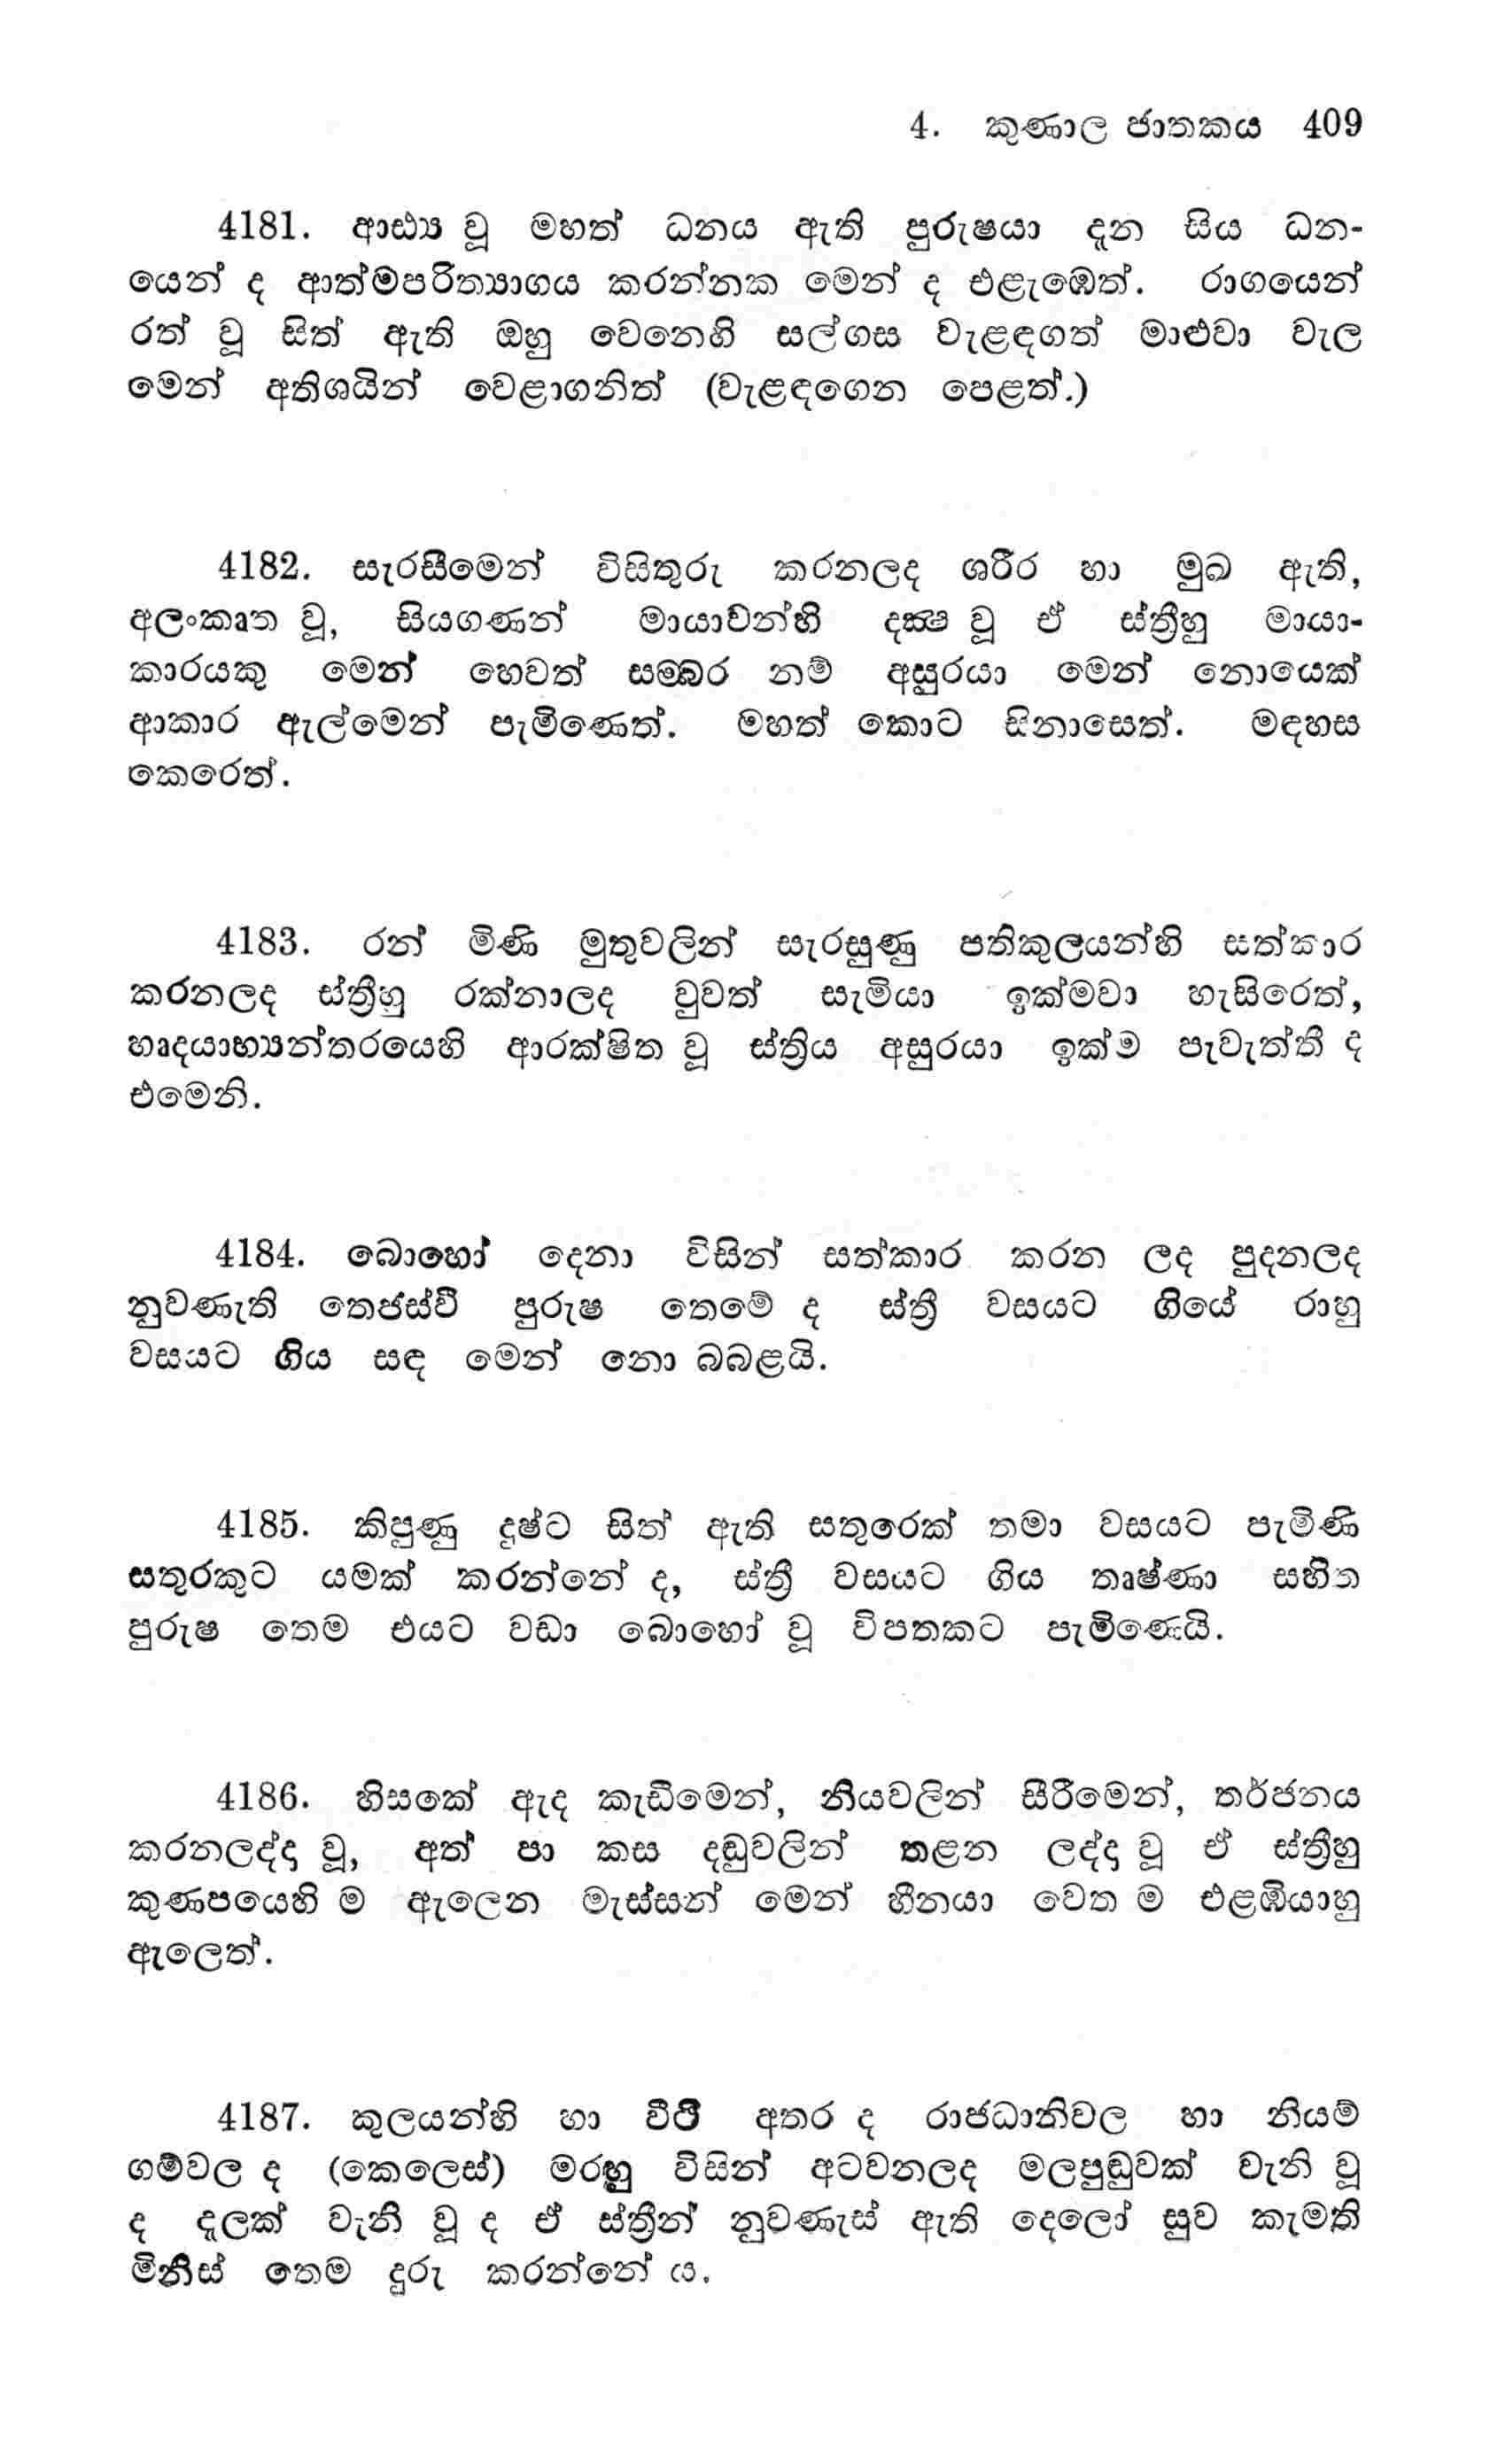 4. කුණාල ජාතකය 409
4181. ආඪ්‍ය වූ මහත් ධනය ඇති පුරුෂයා දැන සිය ධන-
යෙන් ද ආත්මපරිත්‍යාගය කරන්නක මෙන් ද එළැඹෙත්. රාගයෙන්
රත් වූ සිත් ඇති ඔහු වෙනෙහි සල්ගස වැළඳගත් මාළුවා වැල
මෙන් අතිශයින් වෙළාගනිත් (වැළඳගෙන පෙළත්.)
4182. සැරසීමෙන් විසිතුරු කරනලද ශරීර හා මුඛ ඇති,
අලංකෘත වූ, සියගණන් මායාවන්හි දක්‍ෂ වූ ඒ ස්ත්‍රීහු මායා-
කාරයකු මෙන් හෙවත් සම්බර නම් අසුරයා මෙන් නොයෙක්
ආකාර ඇල්මෙන් පැමිණෙත්. මහත් කොට සිනාසෙත්. මඳහස
කෙරෙත්.
4183. රන් මිණි මුතුවලින් සැරසුණු පතිකුලයන්හි සත්කාර
කරනලද ස්ත්‍රීහු රක්නාලද වුවත් සැමියා ඉක්මවා හැසිරෙත්,
හෘදයාභ්‍යන්තරයෙහි ආරක්ෂිත වූ ස්ත්‍රිය අසුරයා ඉක්ම පැවැත්තී ද
එමෙනි.
4184. බොහෝ දෙනා විසින් සත්කාර කරන ලද පුදනලද
නුවණැති තෙජස්වී පුරුෂ තෙමේ ද ස්ත්‍රී වසයට ගියේ රාහු
වසයට ගිය සඳ මෙන් නො බබළයි.
4185. කිපුණු දුෂ්ට සිත් ඇති සතුරෙක් තමා වසයට පැමිණි
සතුරකුට යමක් කරන්නේ ද, ස්ත්‍රී වසයට ගිය තෘෂ්ණා සහිත
පුරුෂ තෙම එයට වඩා බොහෝ වූ විපතකට පැමිණෙයි.
4186. හිසකේ ඇද කැඩීමෙන්, නියවලින් සීරීමෙන්, තර්ජනය
කරනලද්දා වූ, අත් පා කස දඬුවලින් තළන ලද්දා වූ ඒ ස්ත්‍රීහු
කුණපයෙහි ම ඇලෙන මැස්සන් මෙන් හීනයා වෙත ම එළඹියාහු
ඇලෙත්.
4187. කුලයන්හි හා වීථි අතර ද රාජධානිවල හා නියම්
ගම්වල ද (කෙලෙස්) මරහු විසින් අටවනලද මලපුඬුවක් වැනි වූ
ද දැලක් වැනි වූ ද ඒ ස්ත්‍රීන් නුවණැස් ඇති දෙලෝ සුව කැමති
මිනිස් තෙම දුරු කරන්නේ ය.